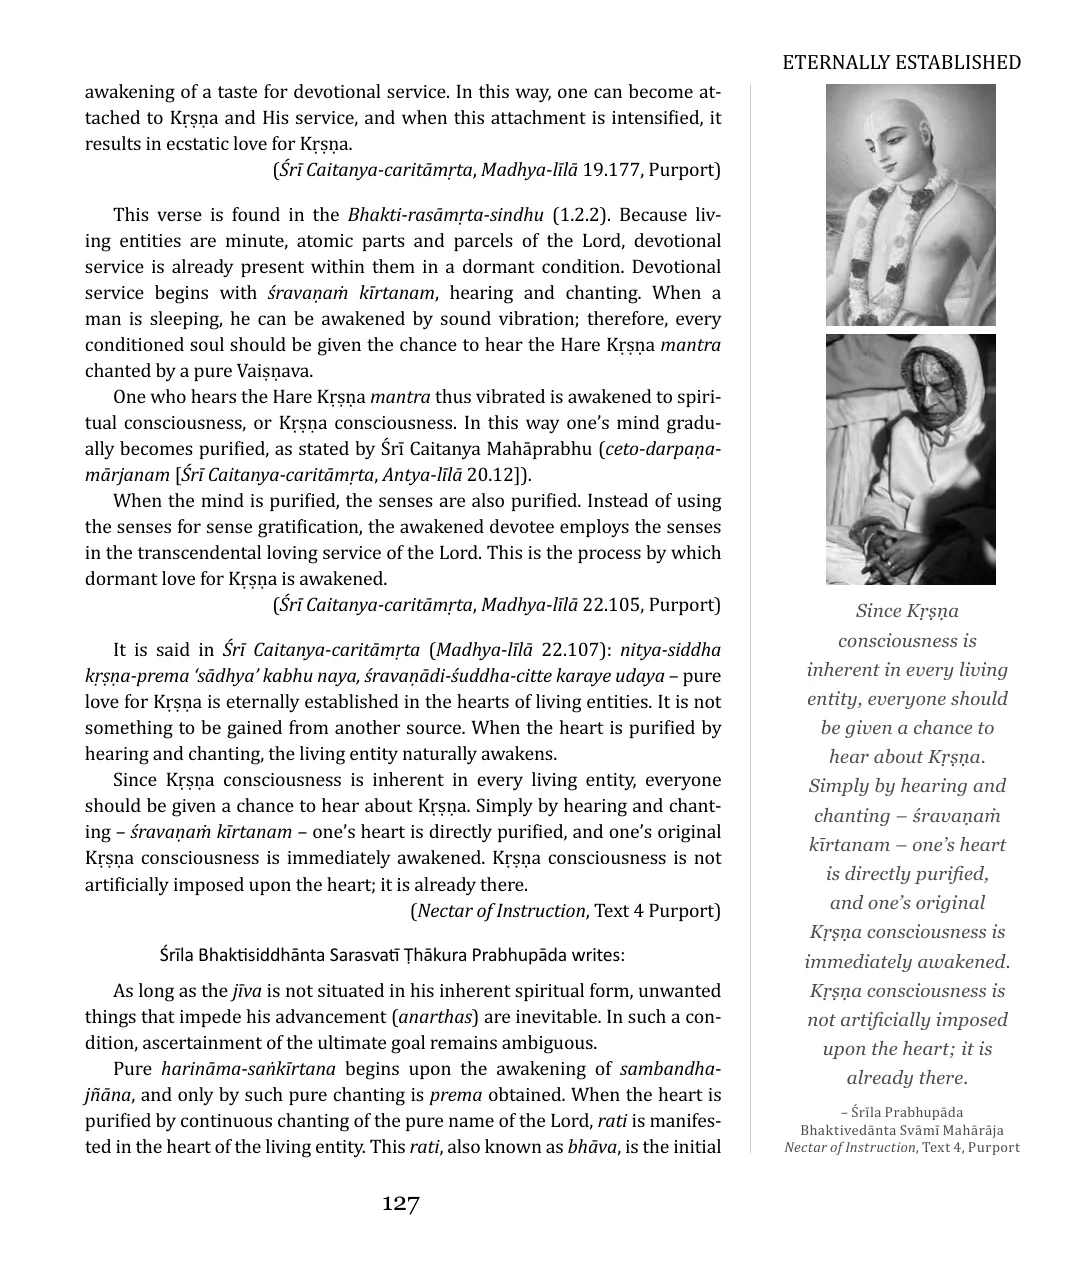 ETERNALLY ESTABLISHED
awakening of a taste for devotional service. In this way, one can become at-
tached to Kṛṣṇa and His service, and when this attachment is intensified, it
results in ecstatic love for Kṛṣṇa.
(Śrī Caitanya-caritāmṛta, Madhya-līlā 19.177, Purport)
This verse is found in the Bhakti-rasāmṛta-sindhu (1.2.2). Because liv-
ing entities are minute, atomic parts and parcels of the Lord, devotional
service is already present within them in a dormant condition. Devotional
service begins with śravaṇaṁ kīrtanam, hearing and chanting. When a
man is sleeping, he can be awakened by sound vibration; therefore, every
conditioned soul should be given the chance to hear the Hare Kṛṣṇa mantra
chanted by a pure Vaiṣṇava.
One who hears the Hare Kṛṣṇa mantra thus vibrated is awakened to spiri-
tual consciousness, or Kṛṣṇa consciousness. In this way one’s mind gradu-
ally becomes purified, as stated by Śrī Caitanya Mahāprabhu (ceto-darpaṇa-
mārjanam [Śrī Caitanya-caritāmṛta, Antya-līlā 20.12]).
When the mind is purified, the senses are also purified. Instead of using
the senses for sense gratification, the awakened devotee employs the senses
in the transcendental loving service of the Lord. This is the process by which
dormant love for Kṛṣṇa is awakened.
(Śrī Caitanya-caritāmṛta, Madhya-līlā 22.105, Purport)
It is said in Śrī Caitanya-caritāmṛta (Madhya-līlā 22.107): nitya-siddha
kṛṣṇa-prema ‘sādhya’ kabhu naya, śravaṇādi-śuddha-citte karaye udaya – pure
love for Kṛṣṇa is eternally established in the hearts of living entities. It is not
something to be gained from another source. When the heart is purified by
hearing and chanting, the living entity naturally awakens.
Since Kṛṣṇa consciousness is inherent in every living entity, everyone
should be given a chance to hear about Kṛṣṇa. Simply by hearing and chant-
ing – śravaṇaṁ kīrtanam – one’s heart is directly purified, and one’s original
Kṛṣṇa consciousness is immediately awakened. Kṛṣṇa consciousness is not
artificially imposed upon the heart; it is already there.
(Nectar of Instruction, Text 4 Purport)
Śrīla Bhaktisiddhānta Sarasvatī Ṭhākura Prabhupāda writes:
As long as the jīva is not situated in his inherent spiritual form, unwanted
things that impede his advancement (anarthas) are inevitable. In such a con-
dition, ascertainment of the ultimate goal remains ambiguous.
Pure harināma-saṅkīrtana begins upon the awakening of sambandha-
jñāna, and only by such pure chanting is prema obtained. When the heart is
purified by continuous chanting of the pure name of the Lord, rati is manifes-
ted in the heart of the living entity. This rati, also known as bhāva, is the initial
Since Kṛṣṇa
consciousness is
inherent in every living
entity, everyone should
be given a chance to
hear about Kṛṣṇa.
Simply by hearing and
chanting – śravaṇaṁ
kīrtanam – one’s heart
is directly purified,
and one’s original
Kṛṣṇa consciousness is
immediately awakened.
Kṛṣṇa consciousness is
not artificially imposed
upon the heart; it is
already there.
– Śrīla Prabhupāda
Bhaktivedānta Svāmī Mahārāja
Nectar of Instruction, Text 4, Purport
127